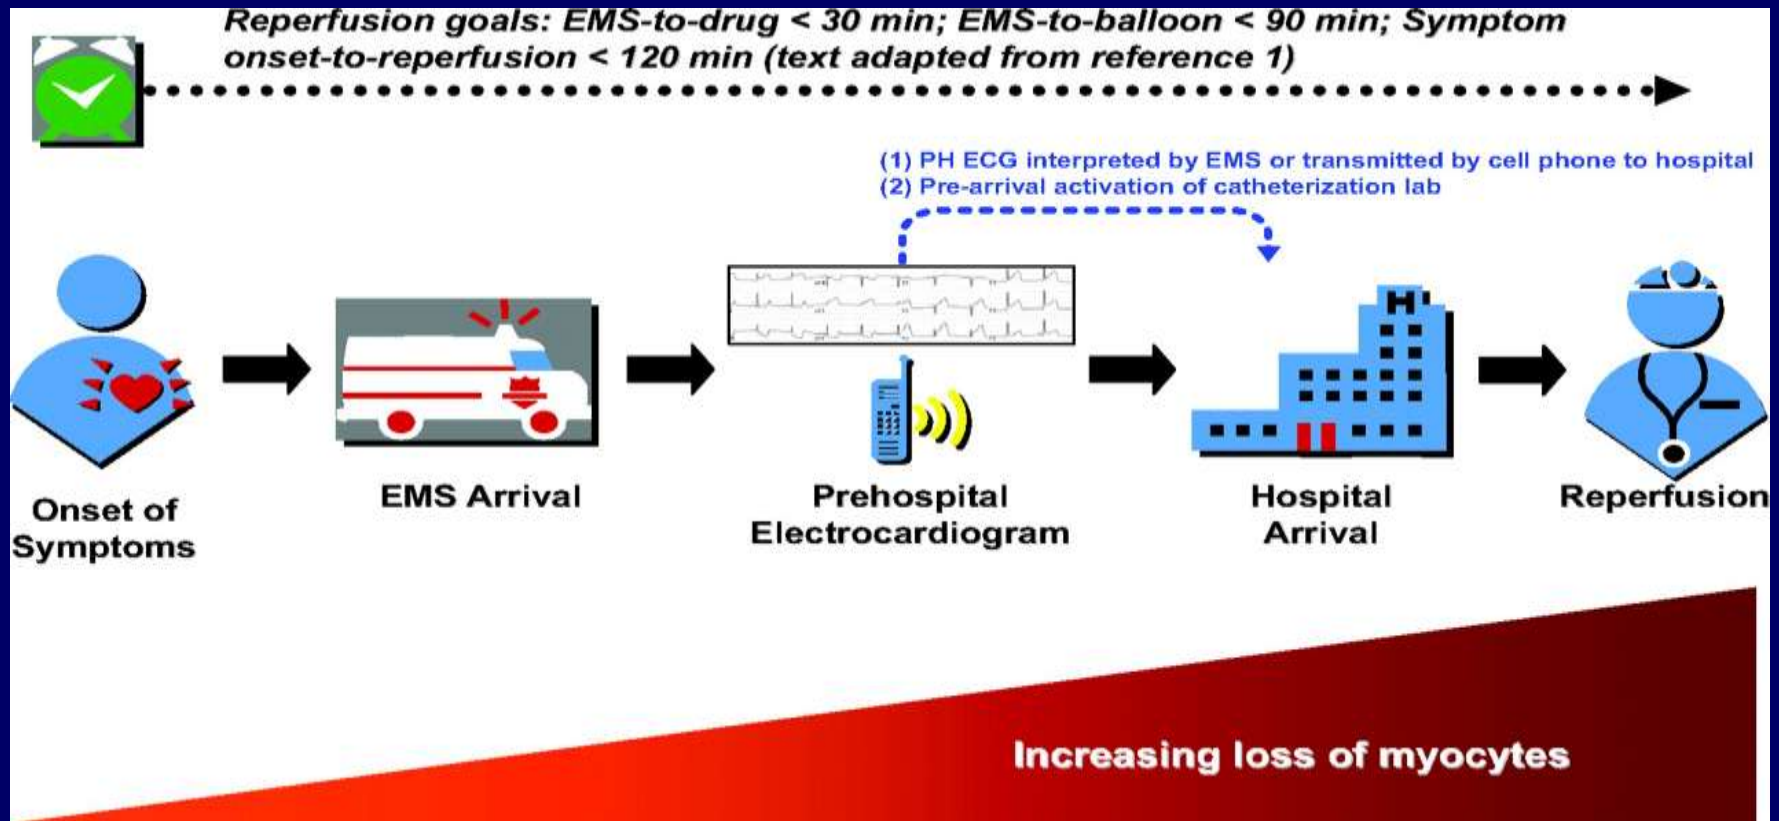 Reperfusion goals: EMS-to-drug < 30 min; EMS-to-balloon < 90 min; Symptom
onset-to-reperfusion < 120 min (text adapted from reference 1)
(1) PH ECG interpreted by EMS or transmitted by cell phone to hospital
(2) Pre-arrival activation of catheterization lab
H
Onset of
Symptoms
EMS Arrival
Prehospital
Electrocardiogram
Hospital
Arrival
Reperfusion
Increasing loss of myocytes